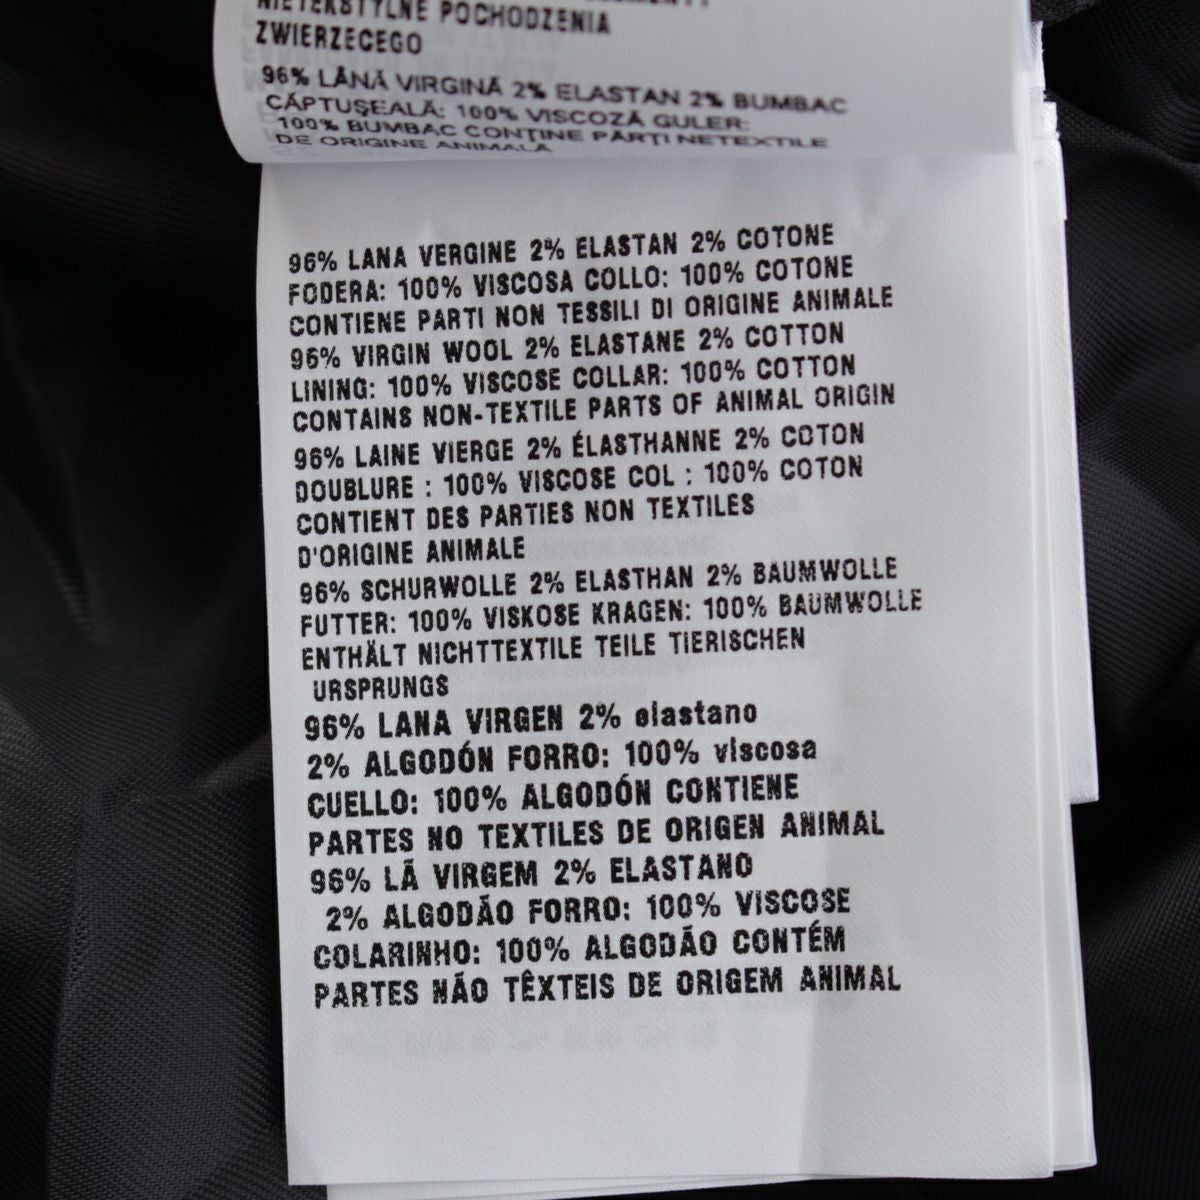 NIETEKSTYLNE POCHODZENIA
ZWIERZECEGO
96% LÂNÄ VIRGINÄ 2% ELASTAN 2% BUMBAC
CĂPTUŞEALĂ: 100% VISCOZĂ GULER:
100% BUMBAC CONŢINE PĂRŢI NETEXTILE
DE ORIGINE ANIMALĂ
96% LANA VERGINE 2% ELASTAN 2% COTONE
FODERA: 100% VISCOSA COLLO: 100% COTONE
CONTIENE PARTI NON TESSILI DI ORIGINE ANIMALE
96% VIRGIN WOOL 2% ELASTANE 2% COTTON
LINING: 100% VISCOSE COLLAR: 100% COTTON
CONTAINS NON-TEXTILE PARTS OF ANIMAL ORIGIN
96% LAINE VIERGE 2% ÉLASTHANNE 2% COTON
DOUBLURE : 100% VISCOSE COL : 100% COTON
CONTIENT DES PARTIES NON TEXTILES
D'ORIGINE ANIMALE
96% SCHURWOLLE 2% ELASTHAN 2% BAUMWOLLE
FUTTER: 100% VISKOSE KRAGEN: 100% BAUMWOLLE
ENTHÄLT NICHTTEXTILE TEILE TIERISCHEN
URSPRUNGS
96% LANA VIRGEN 2% elastano
2% ALGODÓN FORRO: 100% viscosa
CUELLO: 100% ALGODÓN CONTIENE
PARTES NO TEXTILES DE ORIGEN ANIMAL
96% LÃ VIRGEM 2% ELASTANO
2% ALGODÃO FORRO: 100% VISCOSE
COLARINHO: 100% ALGODÃO CONTÉM
PARTES NÃO TÊXTEIS DE ORIGEM ANIMAL